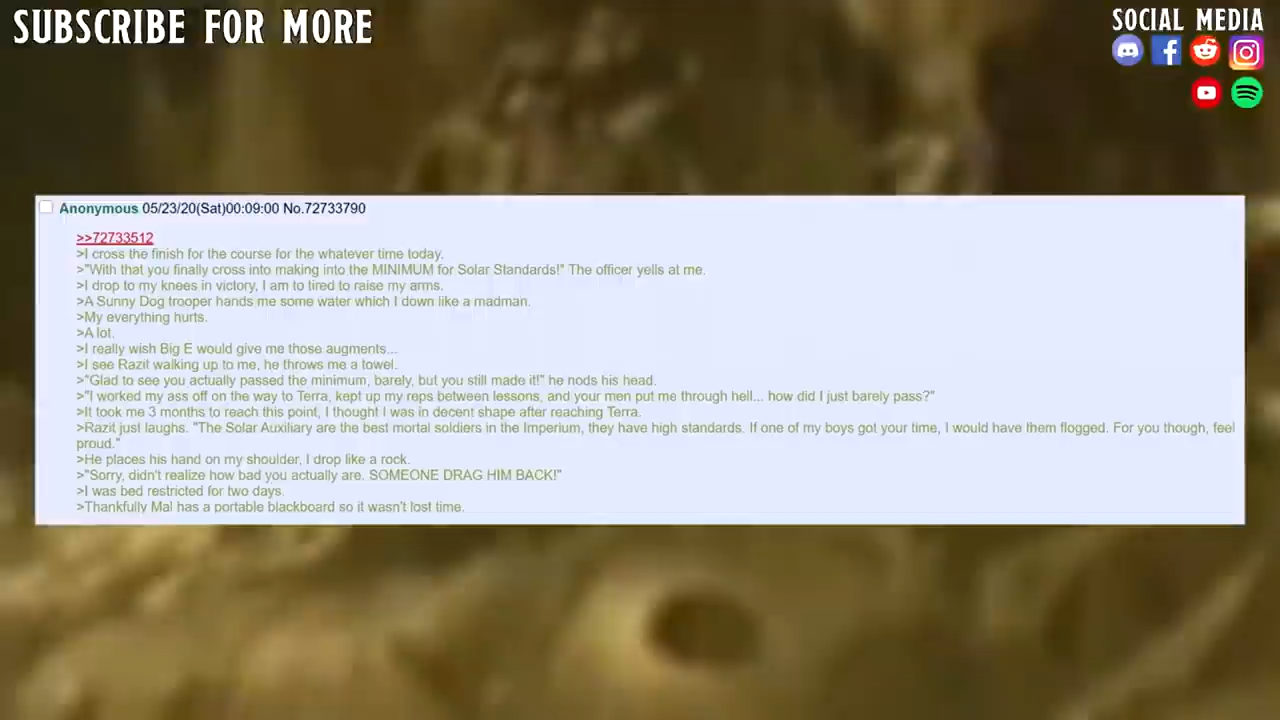 SUBSCRIBE FOR MORE
SOCIAL MEDIA
Anonymous 05/23/20(Sat)00:09:00 No.72733790
>>72733512
>I cross the finish for the course for the whatever time today.
>"With that you finally cross into making into the MINIMUM for Solar Standards!" The officer yells at me.
>I drop to my knees in victory, I am to tired to raise my arms.
>A Sunny Dog trooper hands me some water which I down like a madman.
>My everything hurts.
>A lot.
>I really wish Big E would give me those augments...
>I see Razit walking up to me, he throws me a towel.
>"Glad to see you actually passed the minimum, barely, but you still made it!" he nods his head.
>"I worked my ass off on the way to Terra, kept up my reps between lessons, and your men put me through hell... how did I just barely pass?"
>It took me 3 months to reach this point, I thought I was in decent shape after reaching Terra.
>Razit just laughs. "The Solar Auxiliary are the best mortal soldiers in the Imperium, they have high standards. If one of my boys got your time, I would have them flogged. For you though, feel
proud."
>He places his hand on my shoulder, I drop like a rock.
>"Sorry, didn't realize how bad you actually are. SOMEONE DRAG HIM BACK!"
>I was bed restricted for two days.
>Thankfully Mal has a portable blackboard so it wasn't lost time.